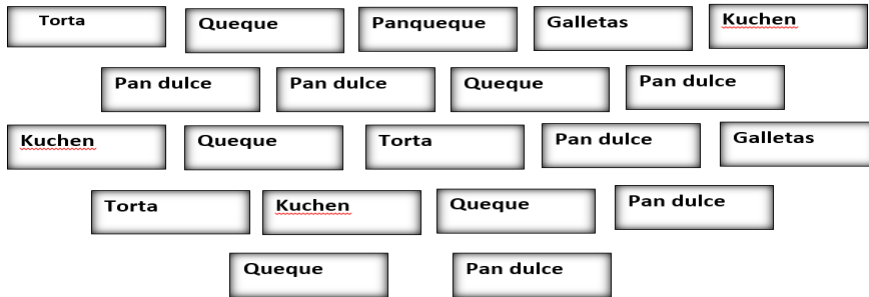 Torta Queque Panqueque Galletas Kuchen
Pan dulce Pan dulce Queque Pan dulce
Kuchen Queque Torta Pan dulce Galletas
Torta Kuchen Queque Pan dulce
Queque Pan dulce